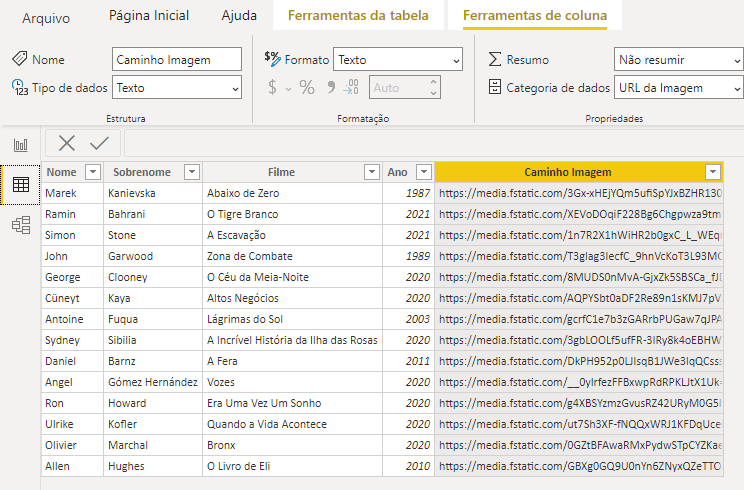 Arquivo Página Inicial Ajuda Ferramentas da tabela Ferramentas de coluna
Nome Caminho Imagem $% Formato Texto Σ Resumo Não resumir
123 Tipo de dados Texto $ % 9 .00 Auto Categoria de dados URL da Imagem
Estrutura Formatação Propriedades
Nome Sobrenome Filme Ano Caminho Imagem
Marek Kanievska Abaixo de Zero 1987 https://media.fstatic.com/3Gx-xHEjYQm5ufiSpYJxBZHR130
Ramin Bahrani O Tigre Branco 2021 https://media.fstatic.com/XEVoDOqiF228Bg6Chgpwza9tm
Simon Stone A Escavação 2021 https://media.fstatic.com/1n7R2X1hWiHR2b0gxC_L_WEq
John Garwood Zona de Combate 1989 https://media.fstatic.com/T3gIag3IecfC_9hnVcKoT3L93MC
George Clooney O Céu da Meia-Noite 2020 https://media.fstatic.com/8MUDS0nMvA-GjxZk5SBSCa_fJD
Cüneyt Kaya Altos Negócios 2020 https://media.fstatic.com/AQPYSbt0aDF2Re89n1sKMJ7pV
Antoine Fuqua Lágrimas do Sol 2003 https://media.fstatic.com/gcrfC1e7b3zGARrbPUGaw7qJPA
Sydney Sibilia A Incrível História da Ilha das Rosas 2020 https://media.fstatic.com/3gbLOOLf5ufFR-3IRy8k4oEBHW
Daniel Barnz A Fera 2011 https://media.fstatic.com/DkPH952p0LJIsqB1JWe3IqQCsss
Angel Gómez Hernández Vozes 2020 https://media.fstatic.com/__0yIrfezFFBxwpRdRPKLJtX1Uk
Ron Howard Era Uma Vez Um Sonho 2020 https://media.fstatic.com/g4XBSYzmzGvusRZ42URyM0G5I
Ulrike Kofler Quando a Vida Acontece 2020 https://media.fstatic.com/ut7Sh3XF-fNQQxWRJ1KFDqUce
Olivier Marchal Bronx 2020 https://media.fstatic.com/0GZtBFAwaRMxPydwSTpCYZKa
Allen Hughes O Livro de Eli 2010 https://media.fstatic.com/GBXg0GQ9U0nYn6ZNyxQZeTTO